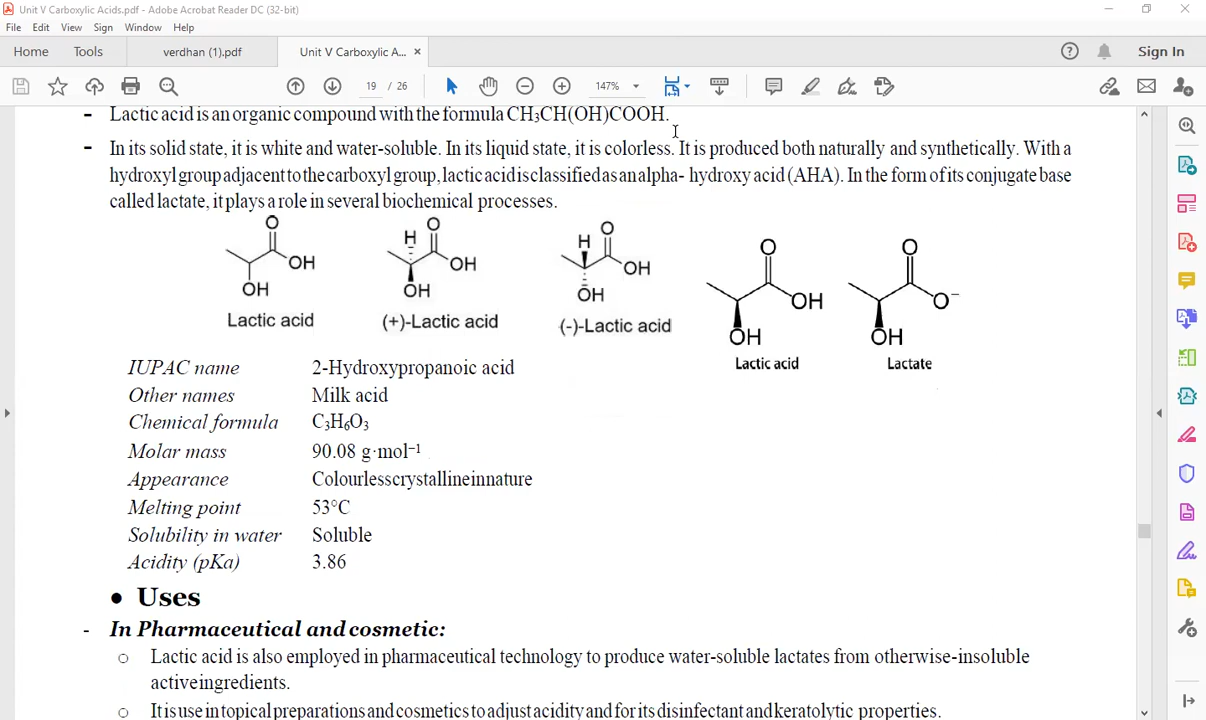 Unit V Carboxylic Acids.pdf - Adobe Acrobat Reader DC (32-bit)
File Edit View Sign Window Help
Home Tools verdhan (1).pdf Unit V Carboxylic A... × Sign In
19 / 26 147%
- Lactic acid is an organic compound with the formula CH₃CH(OH)COOH.
- In its solid state, it is white and water-soluble. In its liquid state, it is colorless. It is produced both naturally and synthetically. With a
hydroxyl group adjacent to the carboxyl group, lactic acid is classified as an alpha- hydroxy acid (AHA). In the form of its conjugate base
called lactate, it plays a role in several biochemical processes.
O OH OH
Lactic acid
H O OH OH
(+)-Lactic acid
H O OH OH
(-)-Lactic acid
O OH OH
Lactic acid
O O⁻ OH
Lactate
IUPAC name 2-Hydroxypropanoic acid
Other names Milk acid
Chemical formula C₃H₆O₃
Molar mass 90.08 g·mol⁻¹
Appearance Colourlesscrystallineinnature
Melting point 53°C
Solubility in water Soluble
Acidity (pKa) 3.86
• Uses
- In Pharmaceutical and cosmetic:
○ Lactic acid is also employed in pharmaceutical technology to produce water-soluble lactates from otherwise-insoluble
activeingredients.
○ It is use in topical preparations and cosmetics to adjust acidity and for its disinfectant and keratolytic properties.